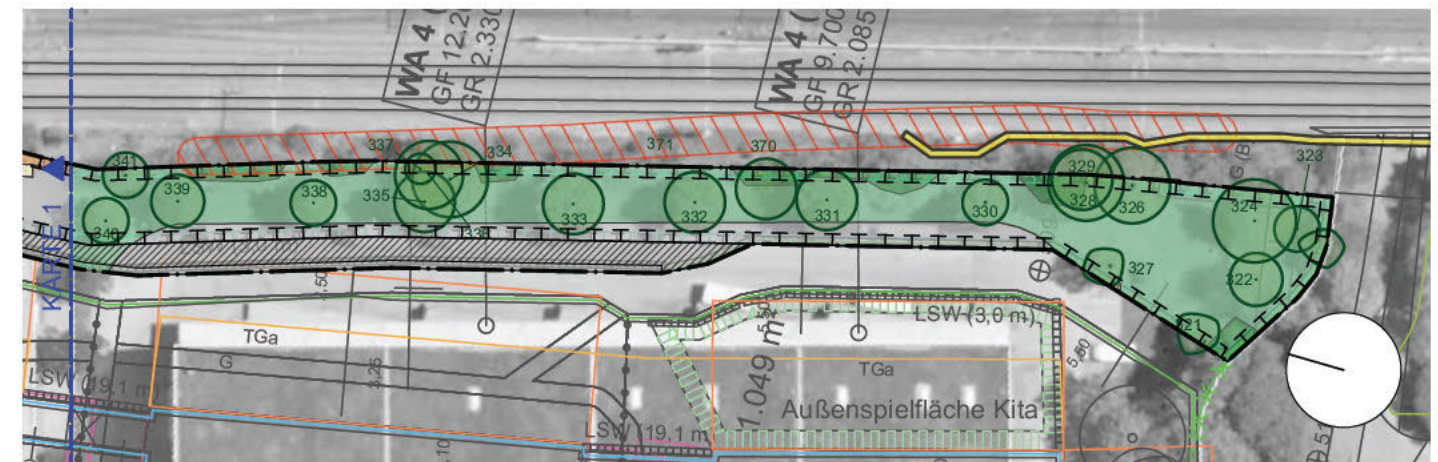 WA 4 (
GF 12.20
GR 2.330
WA 4 (
GF 9.700
GR 2.085
341
339
338
337
335
334
333
371
332
370
331
330
329
328
326
327
324
323
322
340
KARTE 1
TGa
G
3,25
LSW (19,1 m
LSW (19,1 m
5,50
1.049 m²
LSW (3,0 m)
TGa
Außenspielfläche Kita
5,50
G (B